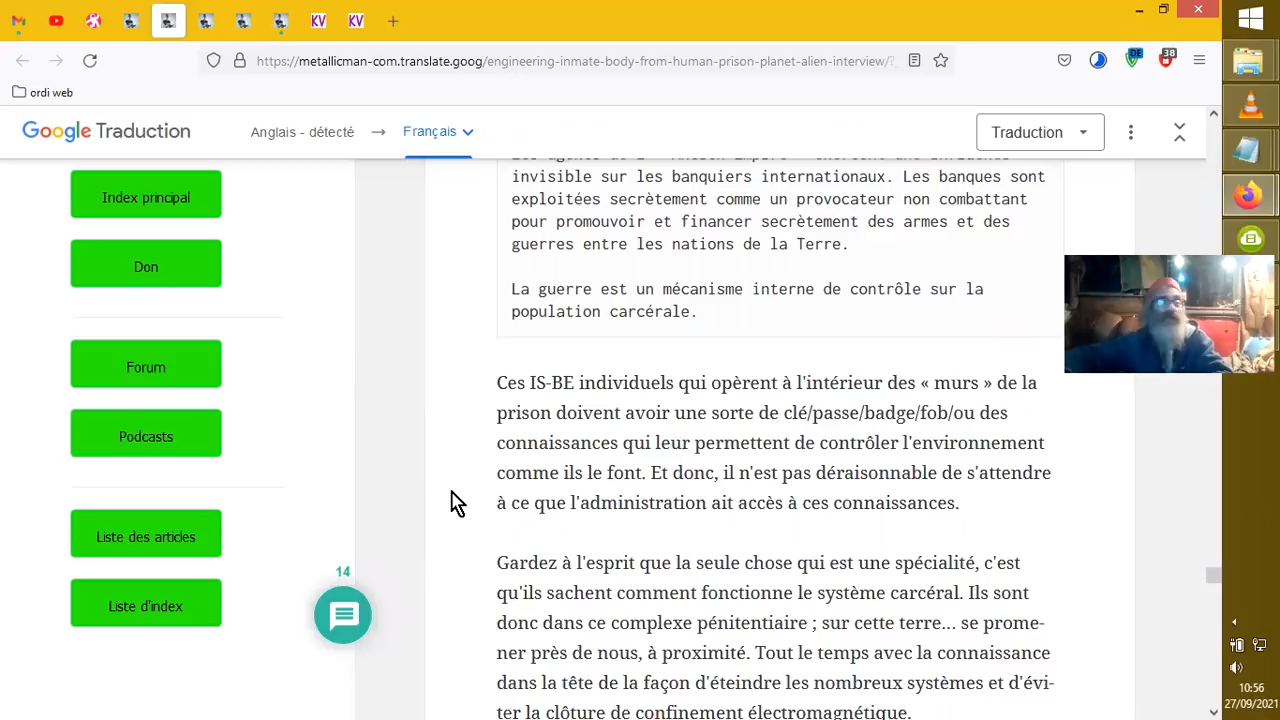 KV
KV
https://metallicman-com.translate.goog/engineering-inmate-body-from-human-prison-planet-alien-interview/?
DE
38
ordi web
Google Traduction
Anglais - détecté
Français
Traduction
Index principal
Don
Forum
Podcasts
Liste des articles
Liste d'index
14
invisible sur les banquiers internationaux. Les banques sont
exploitées secrètement comme un provocateur non combattant
pour promouvoir et financer secrètement des armes et des
guerres entre les nations de la Terre.
La guerre est un mécanisme interne de contrôle sur la
population carcérale.
Ces IS-BE individuels qui opèrent à l'intérieur des « murs » de la
prison doivent avoir une sorte de clé/passe/badge/fob/ou des
connaissances qui leur permettent de contrôler l'environnement
comme ils le font. Et donc, il n'est pas déraisonnable de s'attendre
à ce que l'administration ait accès à ces connaissances.
Gardez à l'esprit que la seule chose qui est une spécialité, c'est
qu'ils sachent comment fonctionne le système carcéral. Ils sont
donc dans ce complexe pénitentiaire ; sur cette terre... se prome-
ner près de nous, à proximité. Tout le temps avec la connaissance
dans la tête de la façon d'éteindre les nombreux systèmes et d'évi-
ter la clôture de confinement électromagnétique.
10:56
27/09/2021